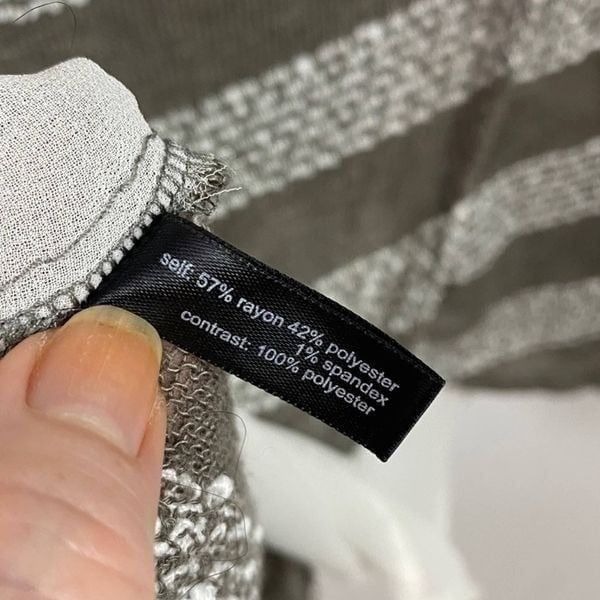 self: 57% rayon 42% polyester
1% spandex
contrast: 100% polyester